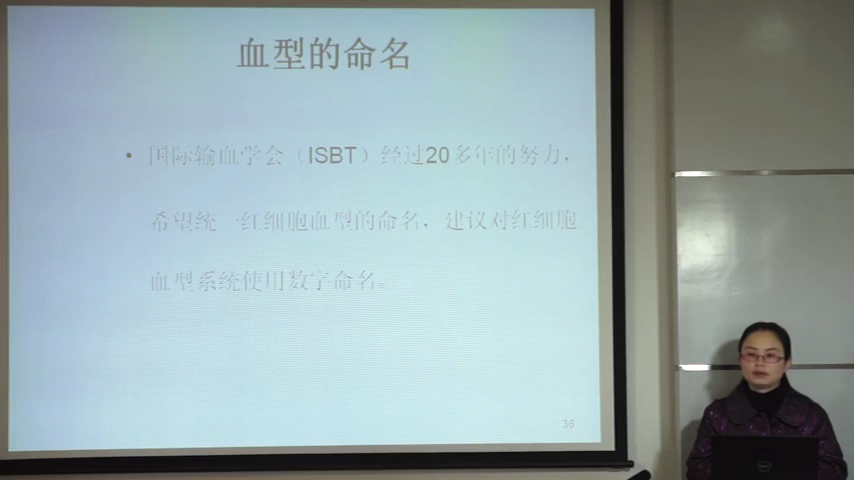 血型的命名
• 国际输血学会（ISBT）经过20多年的努力，
希望统一红细胞血型的命名，建议对红细胞
血型系统使用数字命名。
36
DELL